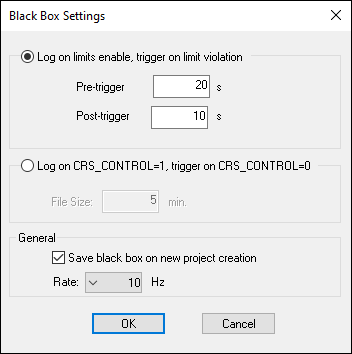 Black Box Settings
Log on limits enable, trigger on limit violation
Pre-trigger 20 s
Post-trigger 10 s
Log on CRS_CONTROL=1, trigger on CRS_CONTROL=0
File Size: 5 min.
General
Save black box on new project creation
Rate: 10 Hz
OK Cancel